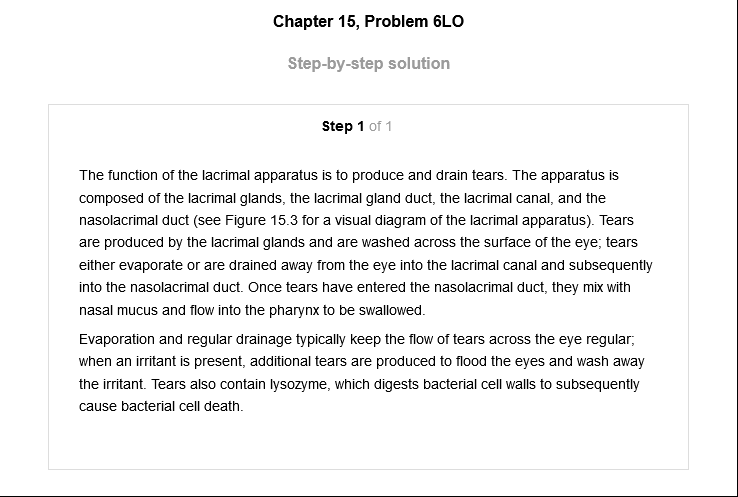 Chapter 15, Problem 6LO
Step-by-step solution
Step 1 of 1
The function of the lacrimal apparatus is to produce and drain tears. The apparatus is
composed of the lacrimal glands, the lacrimal gland duct, the lacrimal canal, and the
nasolacrimal duct (see Figure 15.3 for a visual diagram of the lacrimal apparatus). Tears
are produced by the lacrimal glands and are washed across the surface of the eye; tears
either evaporate or are drained away from the eye into the lacrimal canal and subsequently
into the nasolacrimal duct. Once tears have entered the nasolacrimal duct, they mix with
nasal mucus and flow into the pharynx to be swallowed.
Evaporation and regular drainage typically keep the flow of tears across the eye regular;
when an irritant is present, additional tears are produced to flood the eyes and wash away
the irritant. Tears also contain lysozyme, which digests bacterial cell walls to subsequently
cause bacterial cell death.